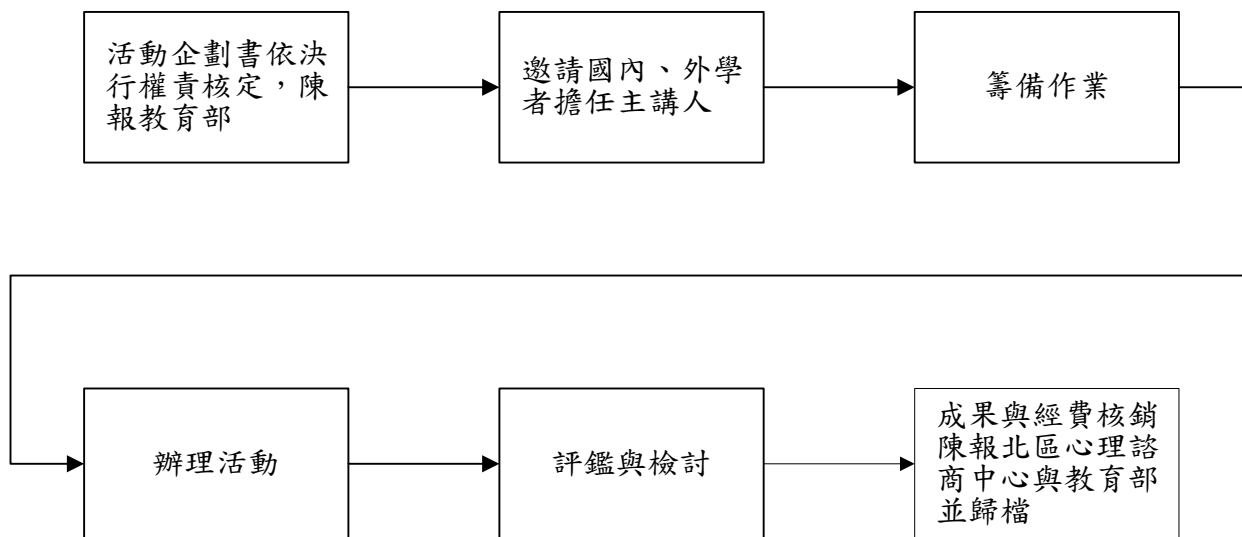 活動企劃書依決
行權責核定，陳
報教育部
邀請國內、外學
者擔任主講人
籌備作業
辦理活動
評鑑與檢討
成果與經費核銷
陳報北區心理諮
商中心與教育部
並歸檔